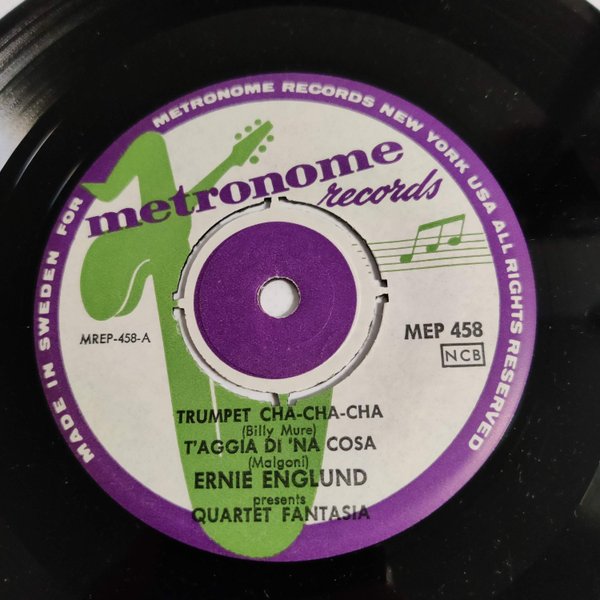 MADE IN SWEDEN FOR METRONOME RECORDS NEW YORK USA ALL RIGHTS RESERVED
metronome
records
MREP-458-A
MEP 458
NCB
TRUMPET CHA-CHA-CHA
(Billy Mure)
T'AGGIA DI 'NA COSA
(Malgoni)
ERNIE ENGLUND
presents
QUARTET FANTASIA